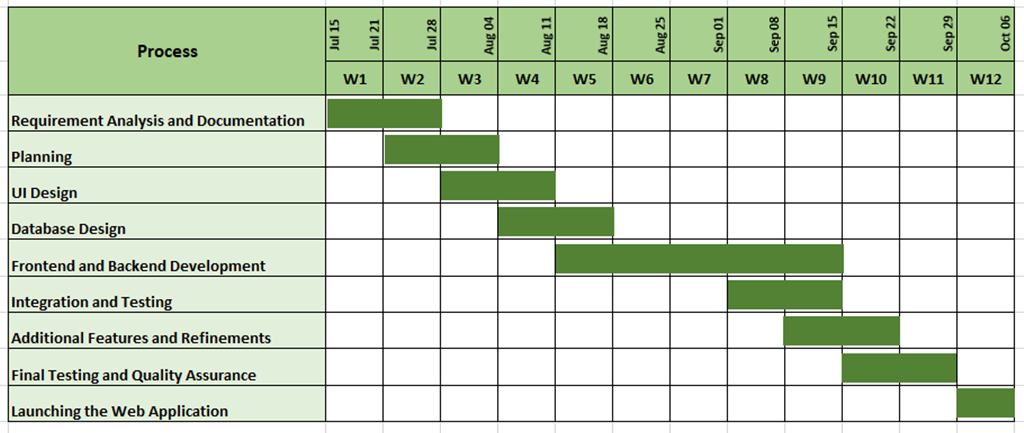 Process
Jul 15 Jul 21 Jul 28 Aug 04 Aug 11 Aug 18 Aug 25 Sep 01 Sep 08 Sep 15 Sep 22 Sep 29 Oct 06
W1 W2 W3 W4 W5 W6 W7 W8 W9 W10 W11 W12
Requirement Analysis and Documentation
Planning
UI Design
Database Design
Frontend and Backend Development
Integration and Testing
Additional Features and Refinements
Final Testing and Quality Assurance
Launching the Web Application